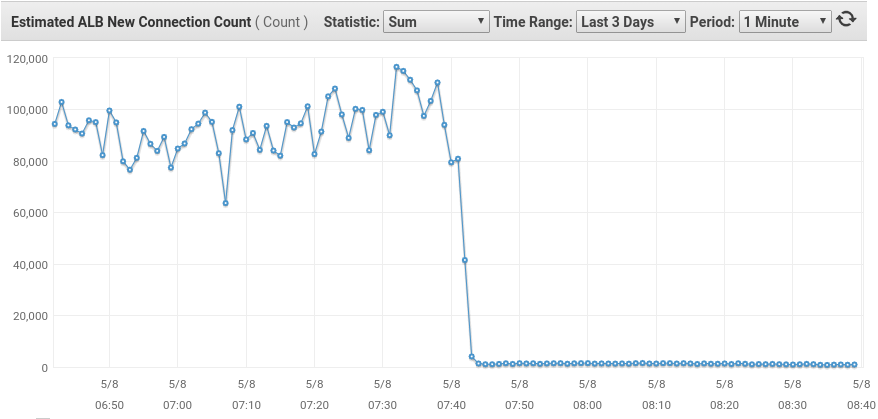 Estimated ALB New Connection Count ( Count ) Statistic: Sum Time Range: Last 3 Days Period: 1 Minute
120,000
100,000
80,000
60,000
40,000
20,000
0
5/8 5/8 5/8 5/8 5/8 5/8 5/8 5/8 5/8 5/8 5/8 5/8
06:50 07:00 07:10 07:20 07:30 07:40 07:50 08:00 08:10 08:20 08:30 08:40